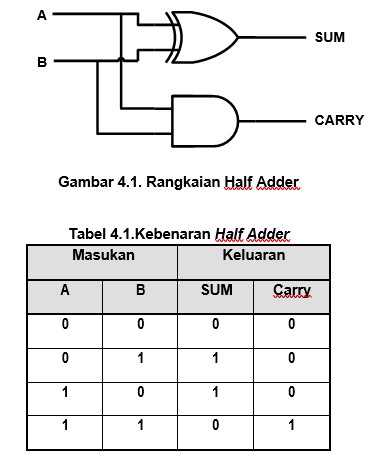 A
SUM
B
CARRY
Gambar 4.1. Rangkaian Half Adder
Tabel 4.1.Kebenaran Half Adder
Masukan Keluaran
A B SUM Carry
0 0 0 0
0 1 1 0
1 0 1 0
1 1 0 1